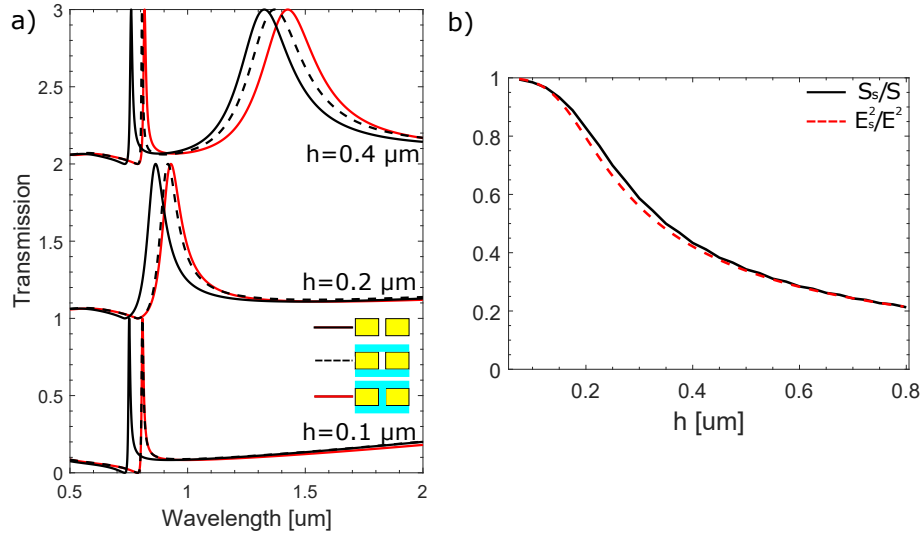 a)
3
2
1
0
0.5
2.5
1.5
0.5
1
1.5
2
Transmission
Wavelength [um]
h=0.4 μm
h=0.2 μm
h=0.1 μm
b)
1
0.8
0.6
0.4
0.2
0
0.2
0.4
0.6
0.8
h [um]
Sₛ/S
Eₛ²/E²